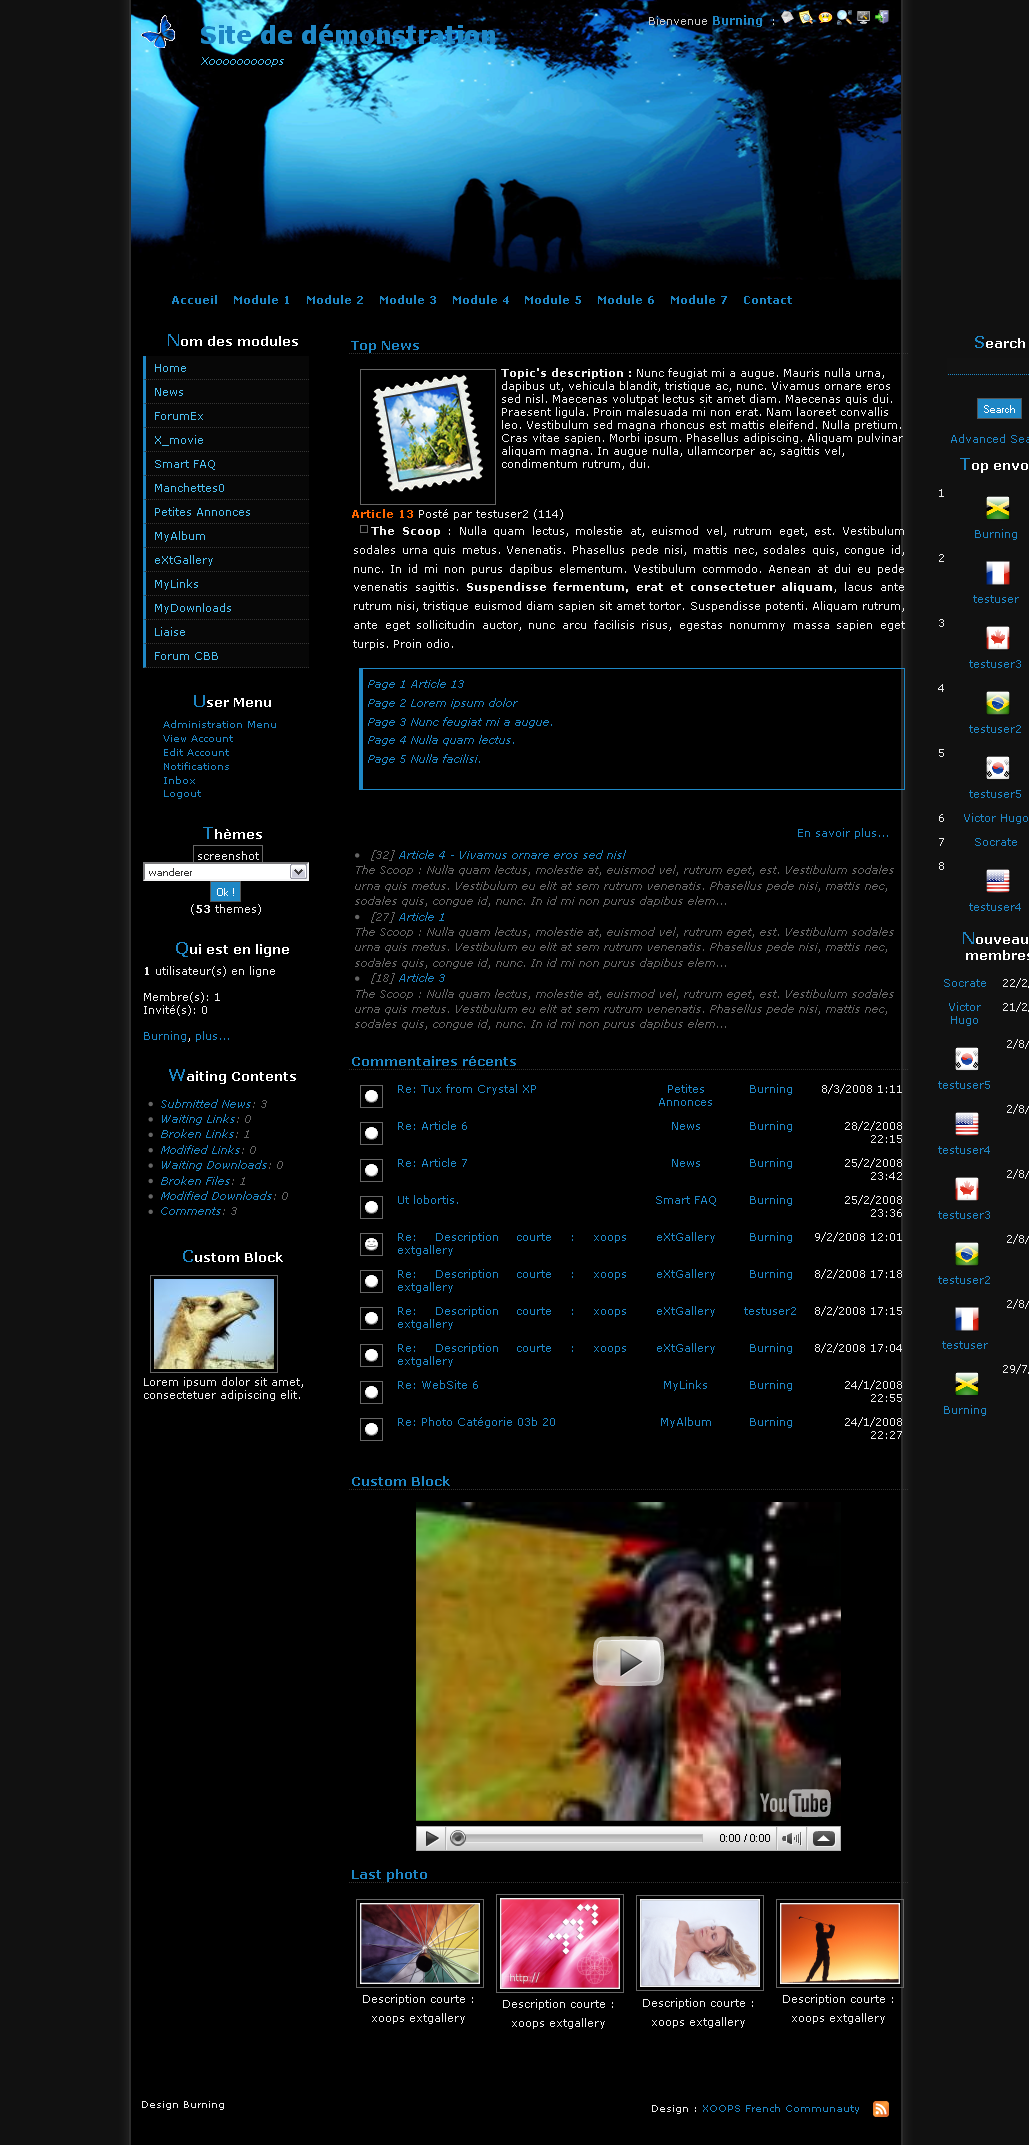 Site de démonstration
Xooooooooops
Bienvenue Burning :
Accueil Module 1 Module 2 Module 3 Module 4 Module 5 Module 6 Module 7 Contact
Nom des modules
Home
News
ForumEx
X_movie
Smart FAQ
Manchettes0
Petites Annonces
MyAlbum
eXtGallery
MyLinks
MyDownloads
Liaise
Forum CBB
User Menu
Administration Menu
View Account
Edit Account
Notifications
Inbox
Logout
Thèmes
screenshot
wanderer
Ok !
(53 themes)
Qui est en ligne
1 utilisateur(s) en ligne
Membre(s): 1
Invité(s): 0
Burning, plus...
Waiting Contents
Submitted News: 3
Waiting Links: 0
Broken Links: 1
Modified Links: 0
Waiting Downloads: 0
Broken Files: 1
Modified Downloads: 0
Comments: 3
Custom Block
Lorem ipsum dolor sit amet,
consectetuer adipiscing elit.
Top News
Topic's description : Nunc feugiat mi a augue. Mauris nulla urna,
dapibus ut, vehicula blandit, tristique ac, nunc. Vivamus ornare eros
sed nisl. Maecenas volutpat lectus sit amet diam. Maecenas quis dui.
Praesent ligula. Proin malesuada mi non erat. Nam laoreet convallis
leo. Vestibulum sed magna rhoncus est mattis eleifend. Nulla pretium.
Cras vitae sapien. Morbi ipsum. Phasellus adipiscing. Aliquam pulvinar
aliquam magna. In augue nulla, ullamcorper ac, sagittis vel,
condimentum rutrum, dui.
Article 13 Posté par testuser2 (114)
The Scoop : Nulla quam lectus, molestie at, euismod vel, rutrum eget, est. Vestibulum
sodales urna quis metus. Venenatis. Phasellus pede nisi, mattis nec, sodales quis, congue id,
nunc. In id mi non purus dapibus elementum. Vestibulum commodo. Aenean at dui eu pede
venenatis sagittis. Suspendisse fermentum, erat et consectetuer aliquam, lacus ante
rutrum nisi, tristique euismod diam sapien sit amet tortor. Suspendisse potenti. Aliquam rutrum,
ante eget sollicitudin auctor, nunc arcu facilisis risus, egestas nonummy massa sapien eget
turpis. Proin odio.
Page 1 Article 13
Page 2 Lorem ipsum dolor
Page 3 Nunc feugiat mi a augue.
Page 4 Nulla quam lectus.
Page 5 Nulla facilisi.
En savoir plus...
[32] Article 4 - Vivamus ornare eros sed nisl
The Scoop : Nulla quam lectus, molestie at, euismod vel, rutrum eget, est. Vestibulum sodales
urna quis metus. Vestibulum eu elit at sem rutrum venenatis. Phasellus pede nisi, mattis nec,
sodales quis, congue id, nunc. In id mi non purus dapibus elem...
[27] Article 1
The Scoop : Nulla quam lectus, molestie at, euismod vel, rutrum eget, est. Vestibulum sodales
urna quis metus. Vestibulum eu elit at sem rutrum venenatis. Phasellus pede nisi, mattis nec,
sodales quis, congue id, nunc. In id mi non purus dapibus elem...
[18] Article 3
The Scoop : Nulla quam lectus, molestie at, euismod vel, rutrum eget, est. Vestibulum sodales
urna quis metus. Vestibulum eu elit at sem rutrum venenatis. Phasellus pede nisi, mattis nec,
sodales quis, congue id, nunc. In id mi non purus dapibus elem...
Commentaires récents
Re: Tux from Crystal XP Petites Annonces Burning 8/3/2008 1:11
Re: Article 6 News Burning 28/2/2008 22:15
Re: Article 7 News Burning 25/2/2008 23:42
Ut lobortis. Smart FAQ Burning 25/2/2008 23:36
Re: Description courte : xoops extgallery eXtGallery Burning 9/2/2008 12:01
Re: Description courte : xoops extgallery eXtGallery Burning 8/2/2008 17:18
Re: Description courte : xoops extgallery eXtGallery testuser2 8/2/2008 17:15
Re: Description courte : xoops extgallery eXtGallery Burning 8/2/2008 17:04
Re: WebSite 6 MyLinks Burning 24/1/2008 22:55
Re: Photo Catégorie 03b 20 MyAlbum Burning 24/1/2008 22:27
Custom Block
YouTube
0:00 / 0:00
Last photo
http://
Description courte :
xoops extgallery
Description courte :
xoops extgallery
Description courte :
xoops extgallery
Description courte :
xoops extgallery
Search
Search
Advanced Sea
Top envo
1
Burning
2
testuser
3
testuser3
4
testuser2
5
testuser5
6 Victor Hugo
7 Socrate
8
testuser4
Nouveau
membres
Socrate 22/2/
Victor Hugo 21/2/
2/8/
testuser5
2/8/
testuser4
2/8/
testuser3
2/8/
testuser2
2/8/
testuser
29/7/
Burning
Design Burning
Design : XOOPS French Communauty